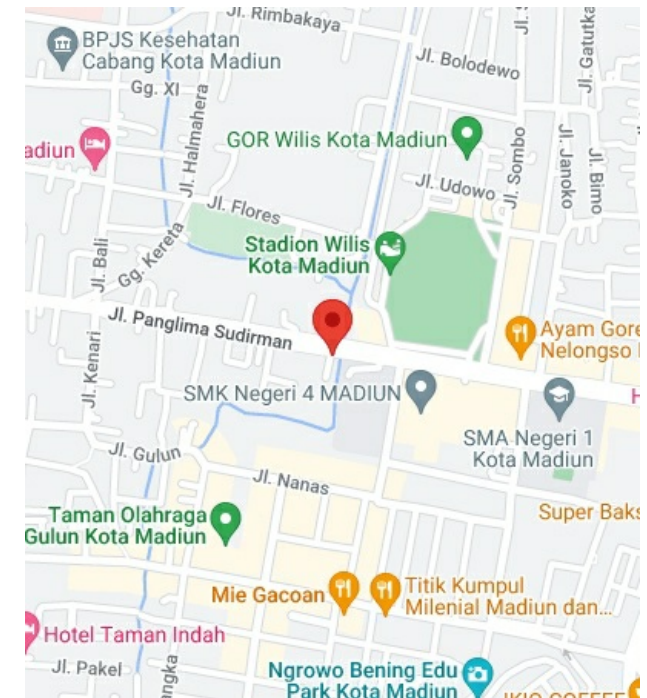 Jl. Rimbakaya
BPJS Kesehatan
Cabang Kota Madiun
Jl. Bolodewo
Jl. Gatutka
Gg. XI
GOR Wilis Kota Madiun
adiun
Jl. Halmahera
Jl. Sombo
Jl. Janoko
Jl. Bimo
Jl. Udowo
Jl. Flores
Gg. Kereta
Jl. Bali
Stadion Wilis
Kota Madiun
Jl. Panglima Sudirman
Ayam Gore
Nelongso
Jl. Kenari
SMK Negeri 4 MADIUN
SMA Negeri 1
Kota Madiun
H
Jl. Gulun
Jl. Nanas
Super Baks
Taman Olahraga
Gulun Kota Madiun
Mie Gacoan
Titik Kumpul
Milenial Madiun dan...
Hotel Taman Indah
Jl. Pakel
ngka
Ngrowo Bening Edu
Park Kota Madiun